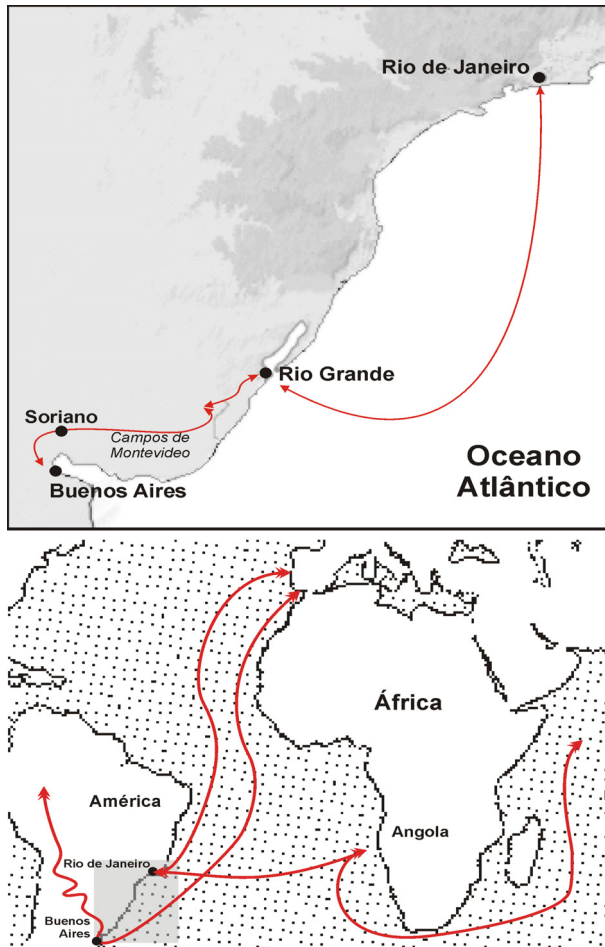 Rio de Janeiro
Rio Grande
Soriano
Campos de
Montevideo
Buenos Aires
Oceano
Atlântico
África
América
Angola
Rio de Janeiro
Buenos
Aires